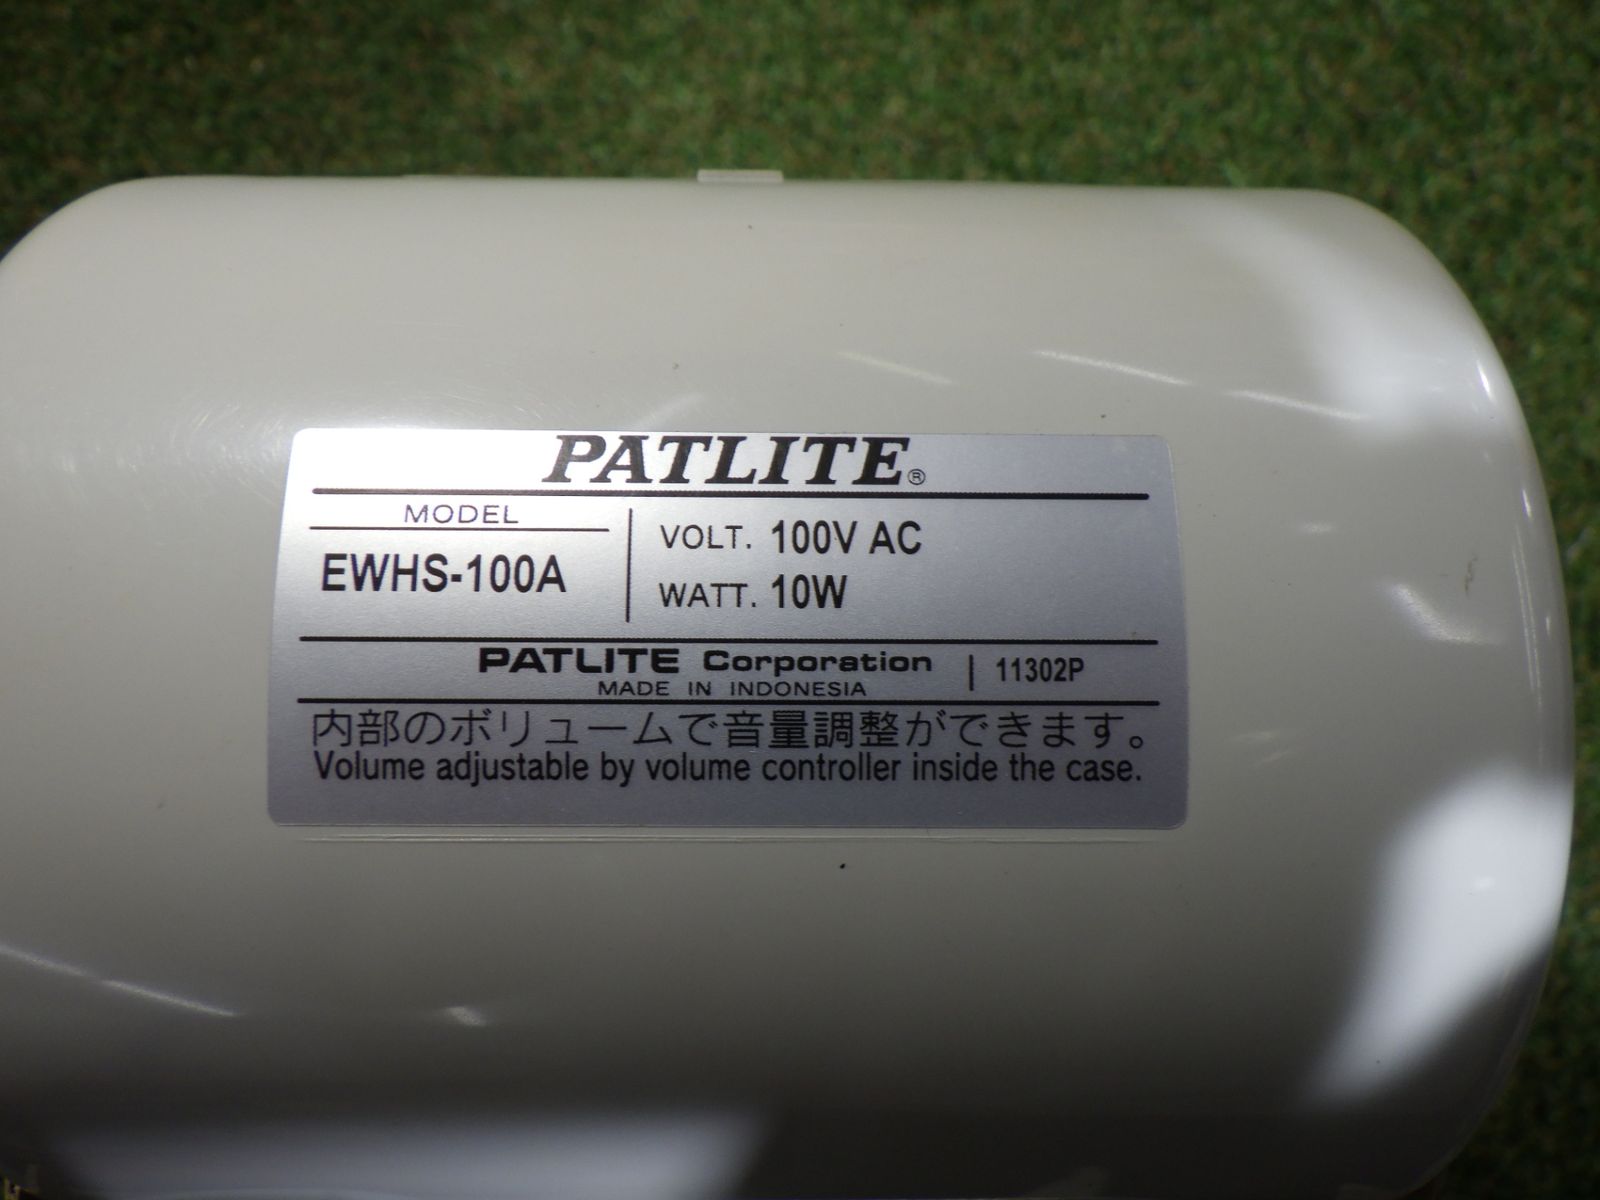 PATLITE®
MODEL
EWHS-100A
VOLT. 100V AC
WATT. 10W
PATLITE Corporation | 11302P
MADE IN INDONESIA
内部のボリュームで音量調整ができます。
Volume adjustable by volume controller inside the case.